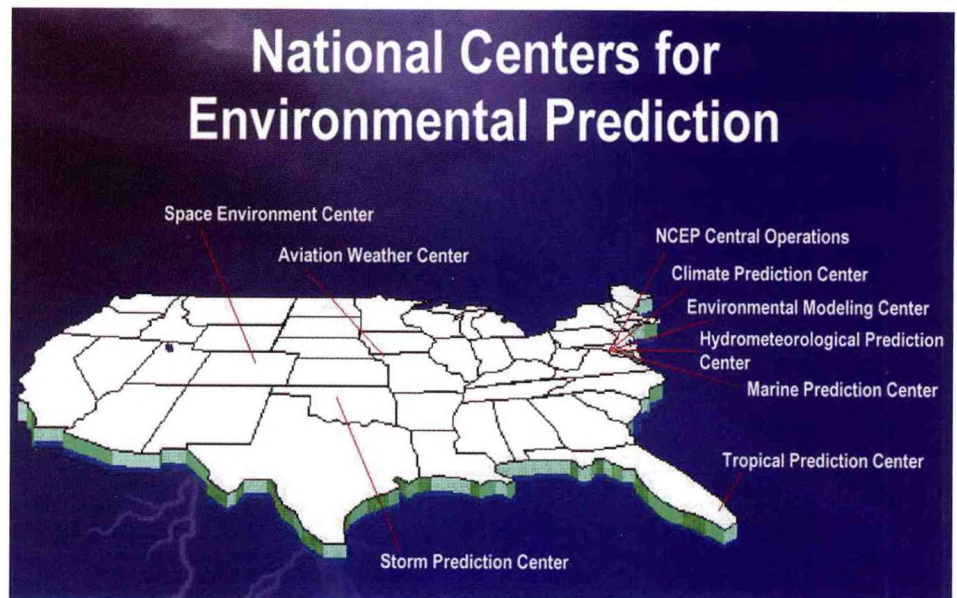 National Centers for
Environmental Prediction
Space Environment Center
Aviation Weather Center
NCEP Central Operations
Climate Prediction Center
Environmental Modeling Center
Hydrometeorological Prediction
Center
Marine Prediction Center
Tropical Prediction Center
Storm Prediction Center